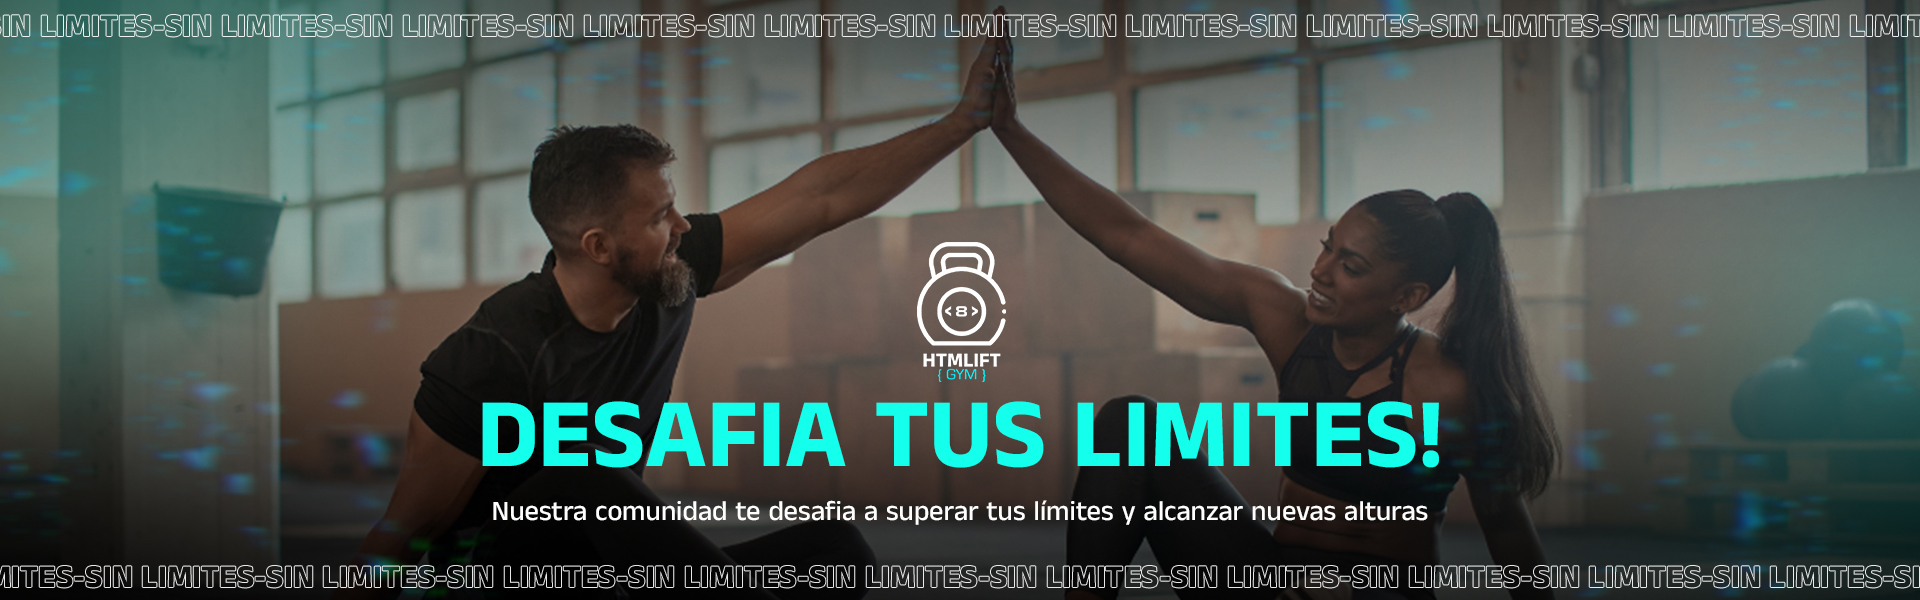 SIN LIMITES-SIN LIMITES-SIN LIMITES-SIN LIMITES-SIN LIMITES-SIN LIMITES-SIN LIMITES-SIN LIMITES-SIN LIMITES-SIN LIMITES-SIN LIMIT
<8>
HTMLIFT
{ GYM }
DESAFIA TUS LIMITES!
Nuestra comunidad te desafia a superar tus límites y alcanzar nuevas alturas
MITES-SIN LIMITES-SIN LIMITES-SIN LIMITES-SIN LIMITES-SIN LIMITES-SIN LIMITES-SIN LIMITES-SIN LIMITES-SIN LIMITES-SIN LIMITES-SI